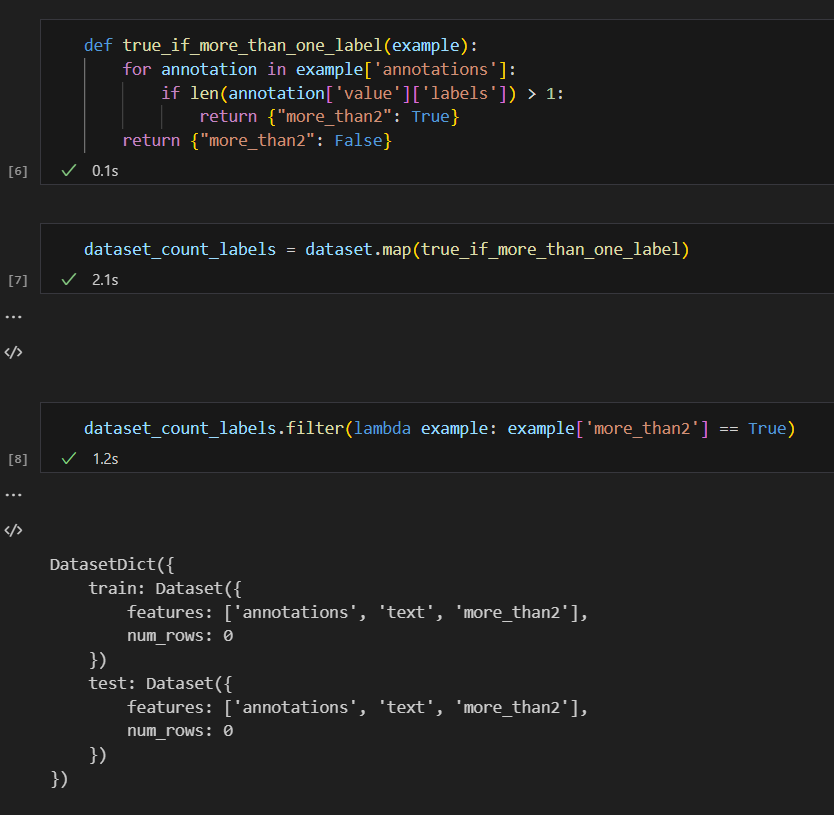 def true_if_more_than_one_label(example):
    for annotation in example['annotations']:
        if len(annotation['value']['labels']) > 1:
            return {"more_than2": True}
    return {"more_than2": False}
[6] ✓ 0.1s
dataset_count_labels = dataset.map(true_if_more_than_one_label)
[7] ✓ 2.1s
...
</>
dataset_count_labels.filter(lambda example: example['more_than2'] == True)
[8] ✓ 1.2s
...
</>
DatasetDict({
    train: Dataset({
        features: ['annotations', 'text', 'more_than2'],
        num_rows: 0
    })
    test: Dataset({
        features: ['annotations', 'text', 'more_than2'],
        num_rows: 0
    })
})